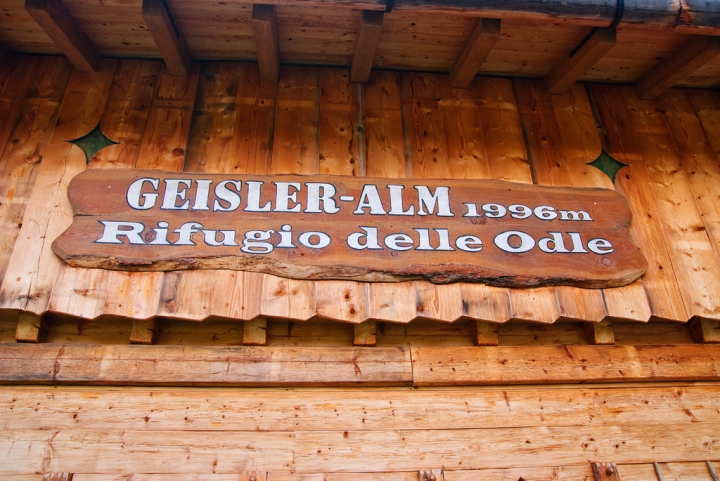 GEISLER-ALM 1996m
Rifugio delle Odle